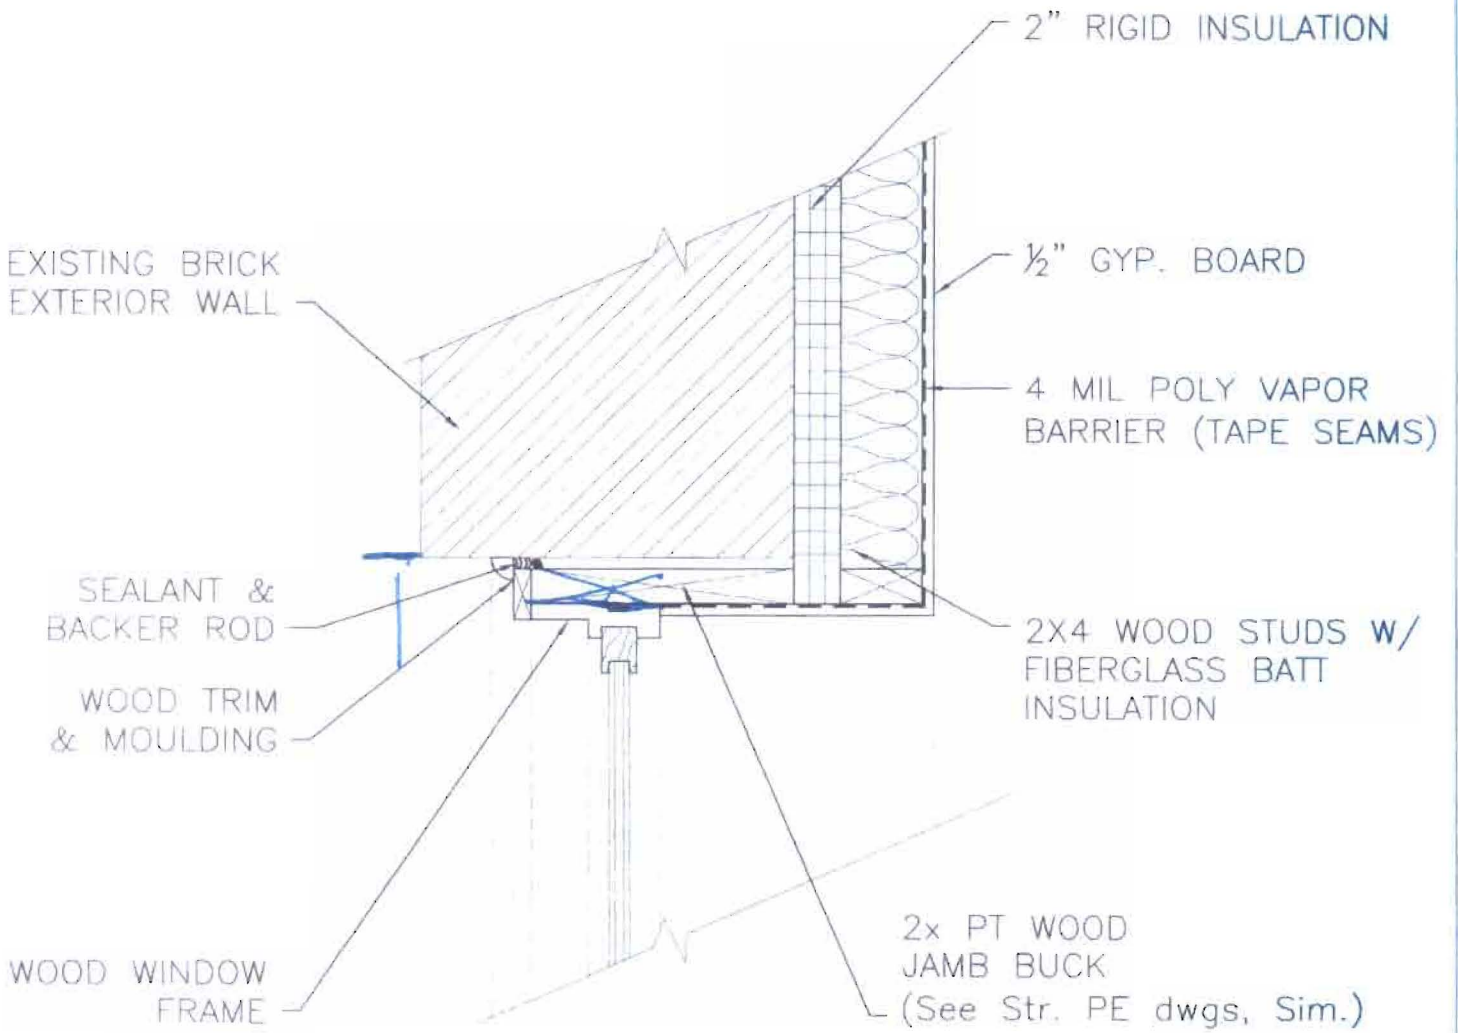 2" RIGID INSULATION
EXISTING BRICK
EXTERIOR WALL
½" GYP. BOARD
4 MIL POLY VAPOR
BARRIER (TAPE SEAMS)
SEALANT &
BACKER ROD
2X4 WOOD STUDS W/
FIBERGLASS BATT
INSULATION
WOOD TRIM
& MOULDING
WOOD WINDOW
FRAME
2x PT WOOD
JAMB BUCK
(See Str. PE dwgs, Sim.)